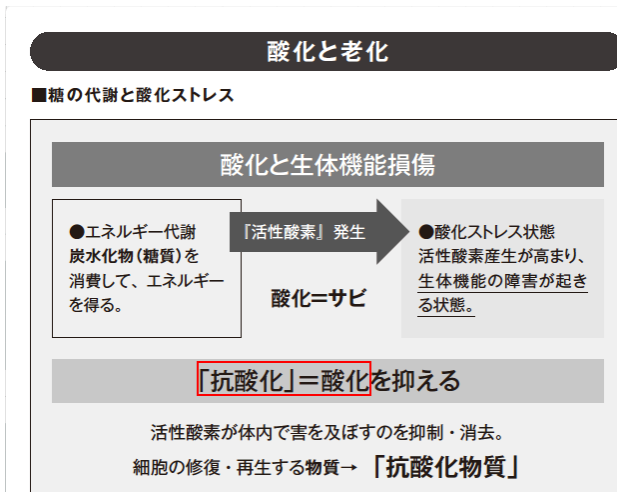 酸化と老化
■糖の代謝と酸化ストレス
酸化と生体機能損傷
●エネルギー代謝
炭水化物（糖質）を
消費して、エネルギー
を得る。
『活性酸素』発生
酸化＝サビ
●酸化ストレス状態
活性酸素産生が高まり、
生体機能の障害が起き
る状態。
「抗酸化」＝酸化を抑える
活性酸素が体内で害を及ぼすのを抑制・消去。
細胞の修復・再生する物質→「抗酸化物質」